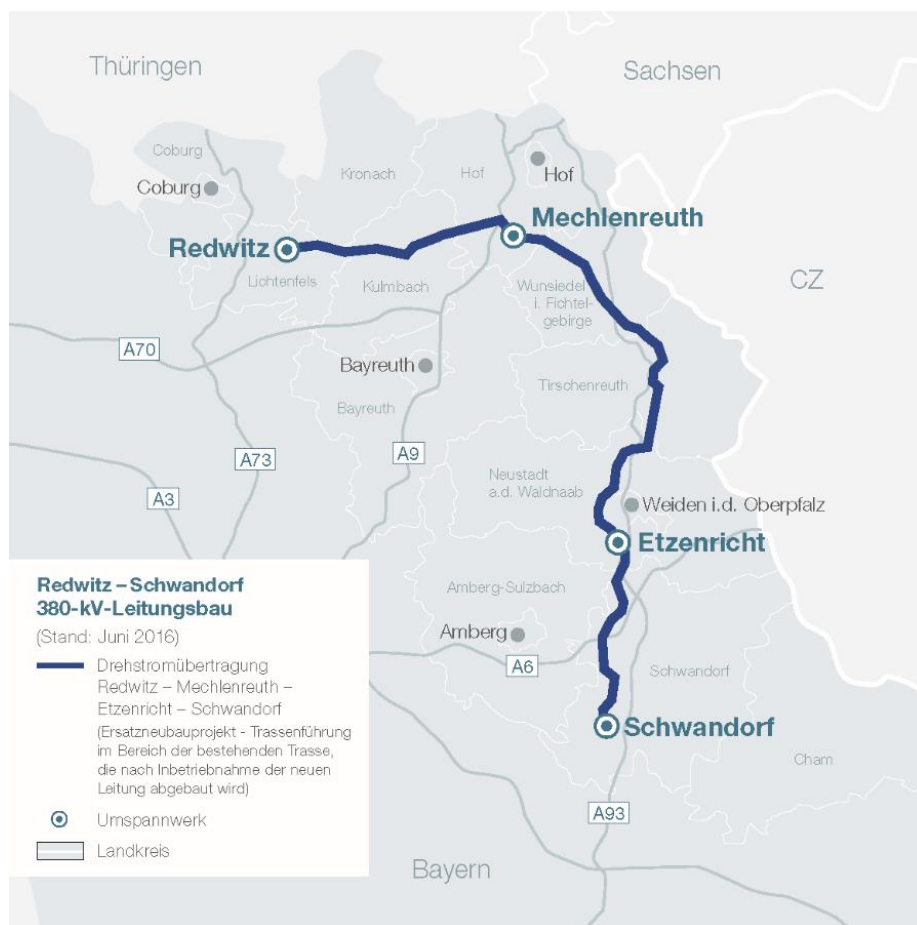 Thüringen
Sachsen
Coburg
Kronach
Hof
Hof
Coburg
Mechlenreuth
Redwitz
CZ
Lichtenfels
Kulmbach
Wunsiedel
i. Fichtel-
gebirge
A70
Bayreuth
Tirschenreuth
Bayreuth
A73
A9
Neustadt
a.d. Waldnaab
A3
Weiden i.d. Oberpfalz
Etzenricht
Amberg-Sulzbach
Amberg
A6
Schwandorf
Schwandorf
Cham
A93
Bayern
Redwitz – Schwandorf
380-kV-Leitungsbau
(Stand: Juni 2016)
Drehstromübertragung
Redwitz – Mechlenreuth –
Etzenricht – Schwandorf
(Ersatzneubauprojekt - Trassenführung
im Bereich der bestehenden Trasse,
die nach Inbetriebnahme der neuen
Leitung abgebaut wird)
Umspannwerk
Landkreis